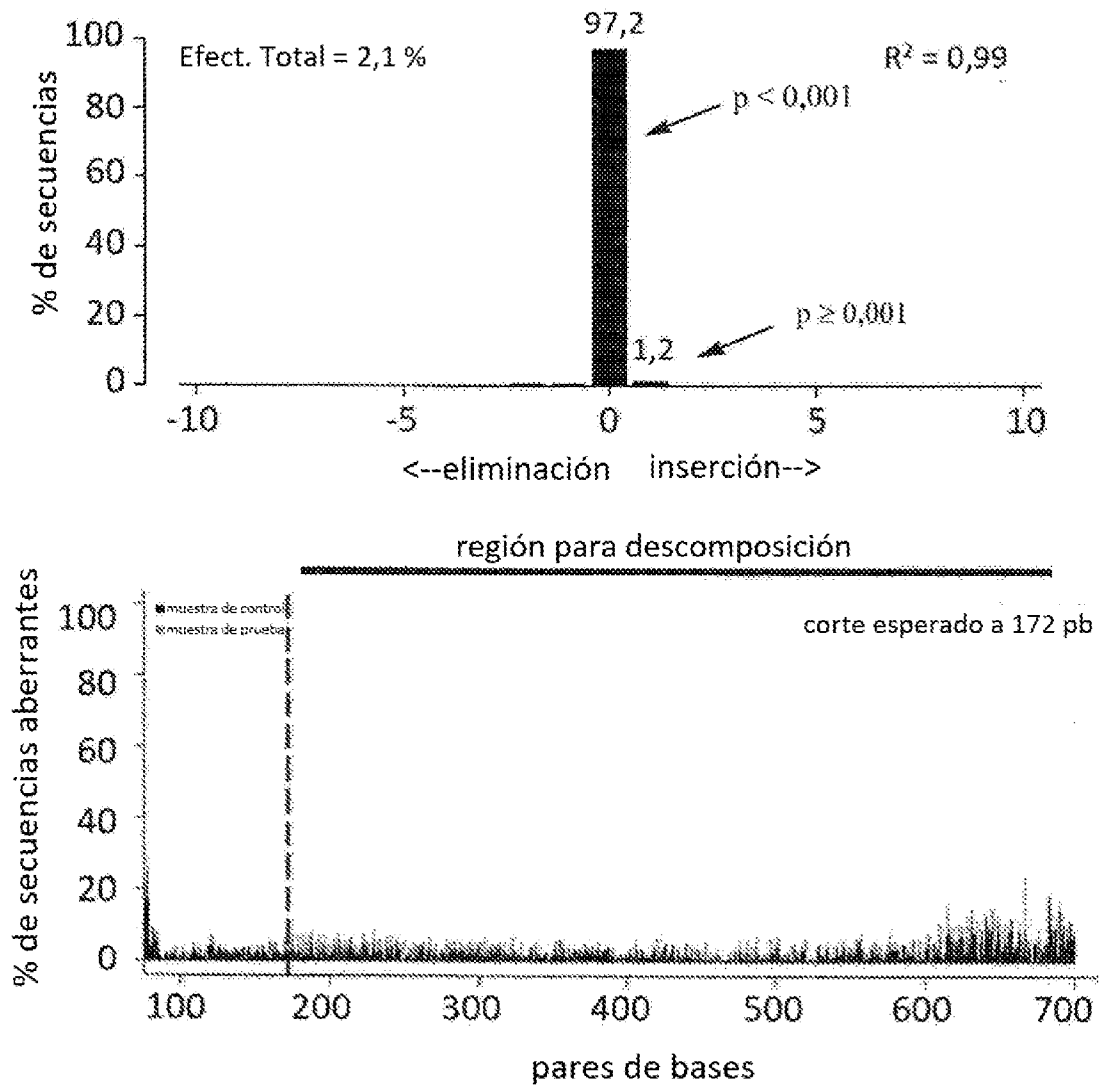 97,2
Efect. Total = 2,1 %
R² = 0,99
p < 0,001
p ≥ 0,001
1,2
% de secuencias
100
80
60
40
20
0
-10 -5 0 5 10
<--eliminación inserción-->
región para descomposición
muestra de control
muestra de prueba
corte esperado a 172 pb
% de secuencias aberrantes
100
80
60
40
20
0
100 200 300 400 500 600 700
pares de bases